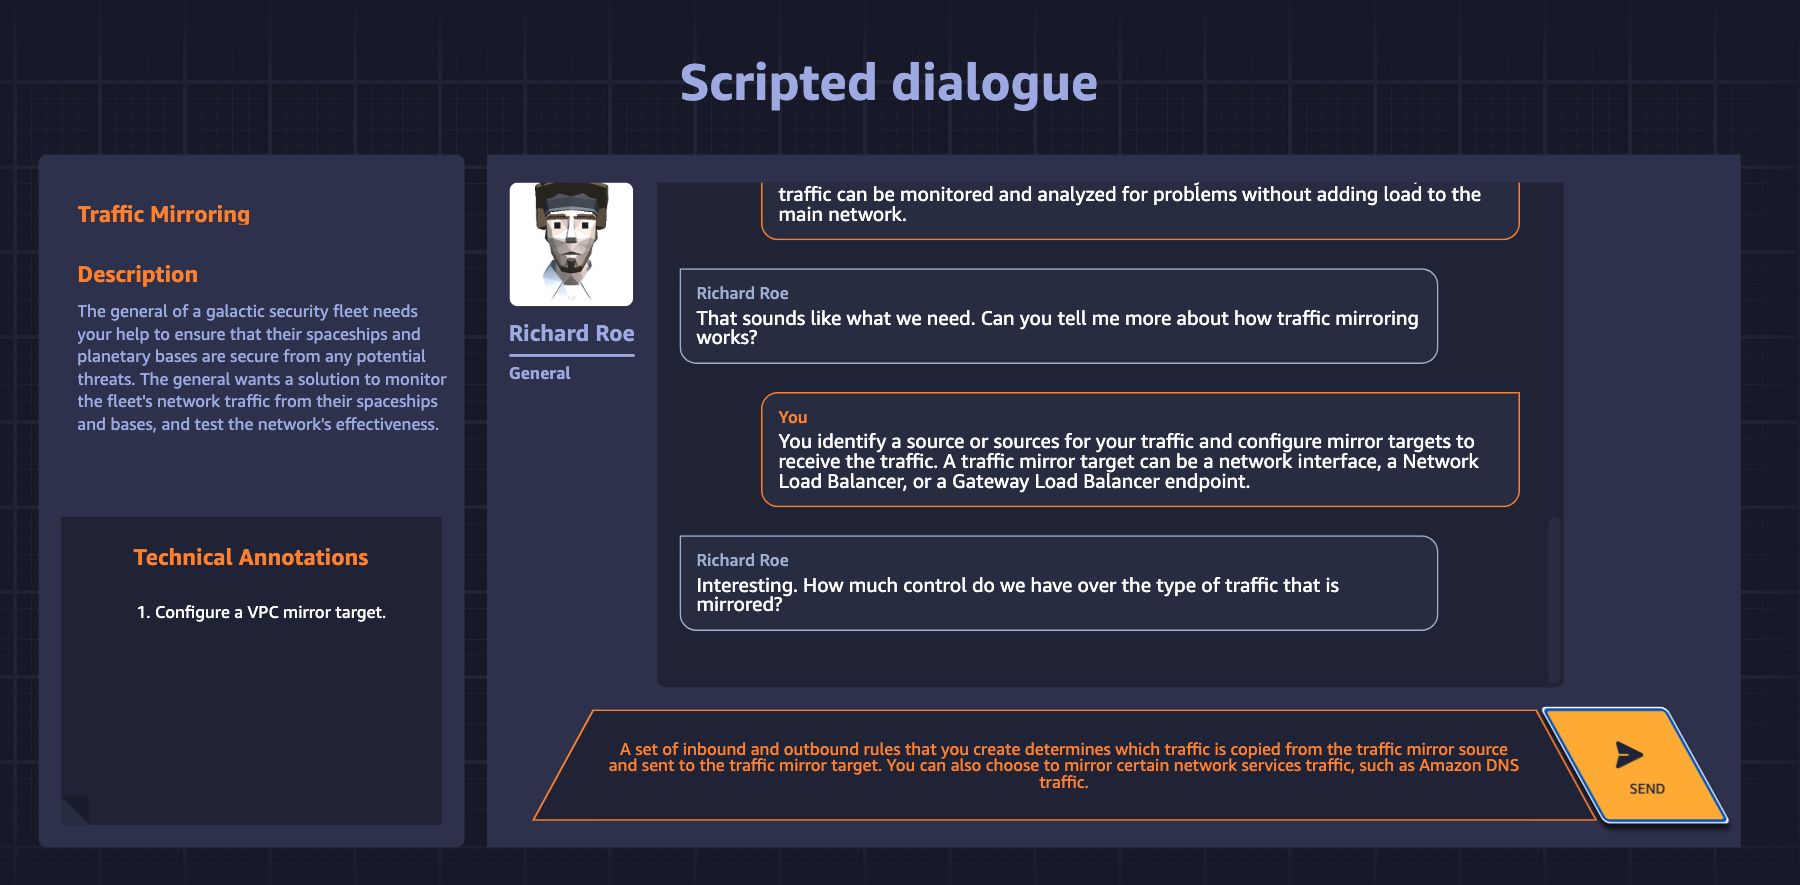 Scripted dialogue
Traffic Mirroring
Description
The general of a galactic security fleet needs
your help to ensure that their spaceships and
planetary bases are secure from any potential
threats. The general wants a solution to monitor
the fleet's network traffic from their spaceships
and bases, and test the network's effectiveness.
Technical Annotations
1. Configure a VPC mirror target.
Richard Roe
General
traffic can be monitored and analyzed for problems without adding load to the
main network.
Richard Roe
That sounds like what we need. Can you tell me more about how traffic mirroring
works?
You
You identify a source or sources for your traffic and configure mirror targets to
receive the traffic. A traffic mirror target can be a network interface, a Network
Load Balancer, or a Gateway Load Balancer endpoint.
Richard Roe
Interesting. How much control do we have over the type of traffic that is
mirrored?
A set of inbound and outbound rules that you create determines which traffic is copied from the traffic mirror source
and sent to the traffic mirror target. You can also choose to mirror certain network services traffic, such as Amazon DNS
traffic.
SEND